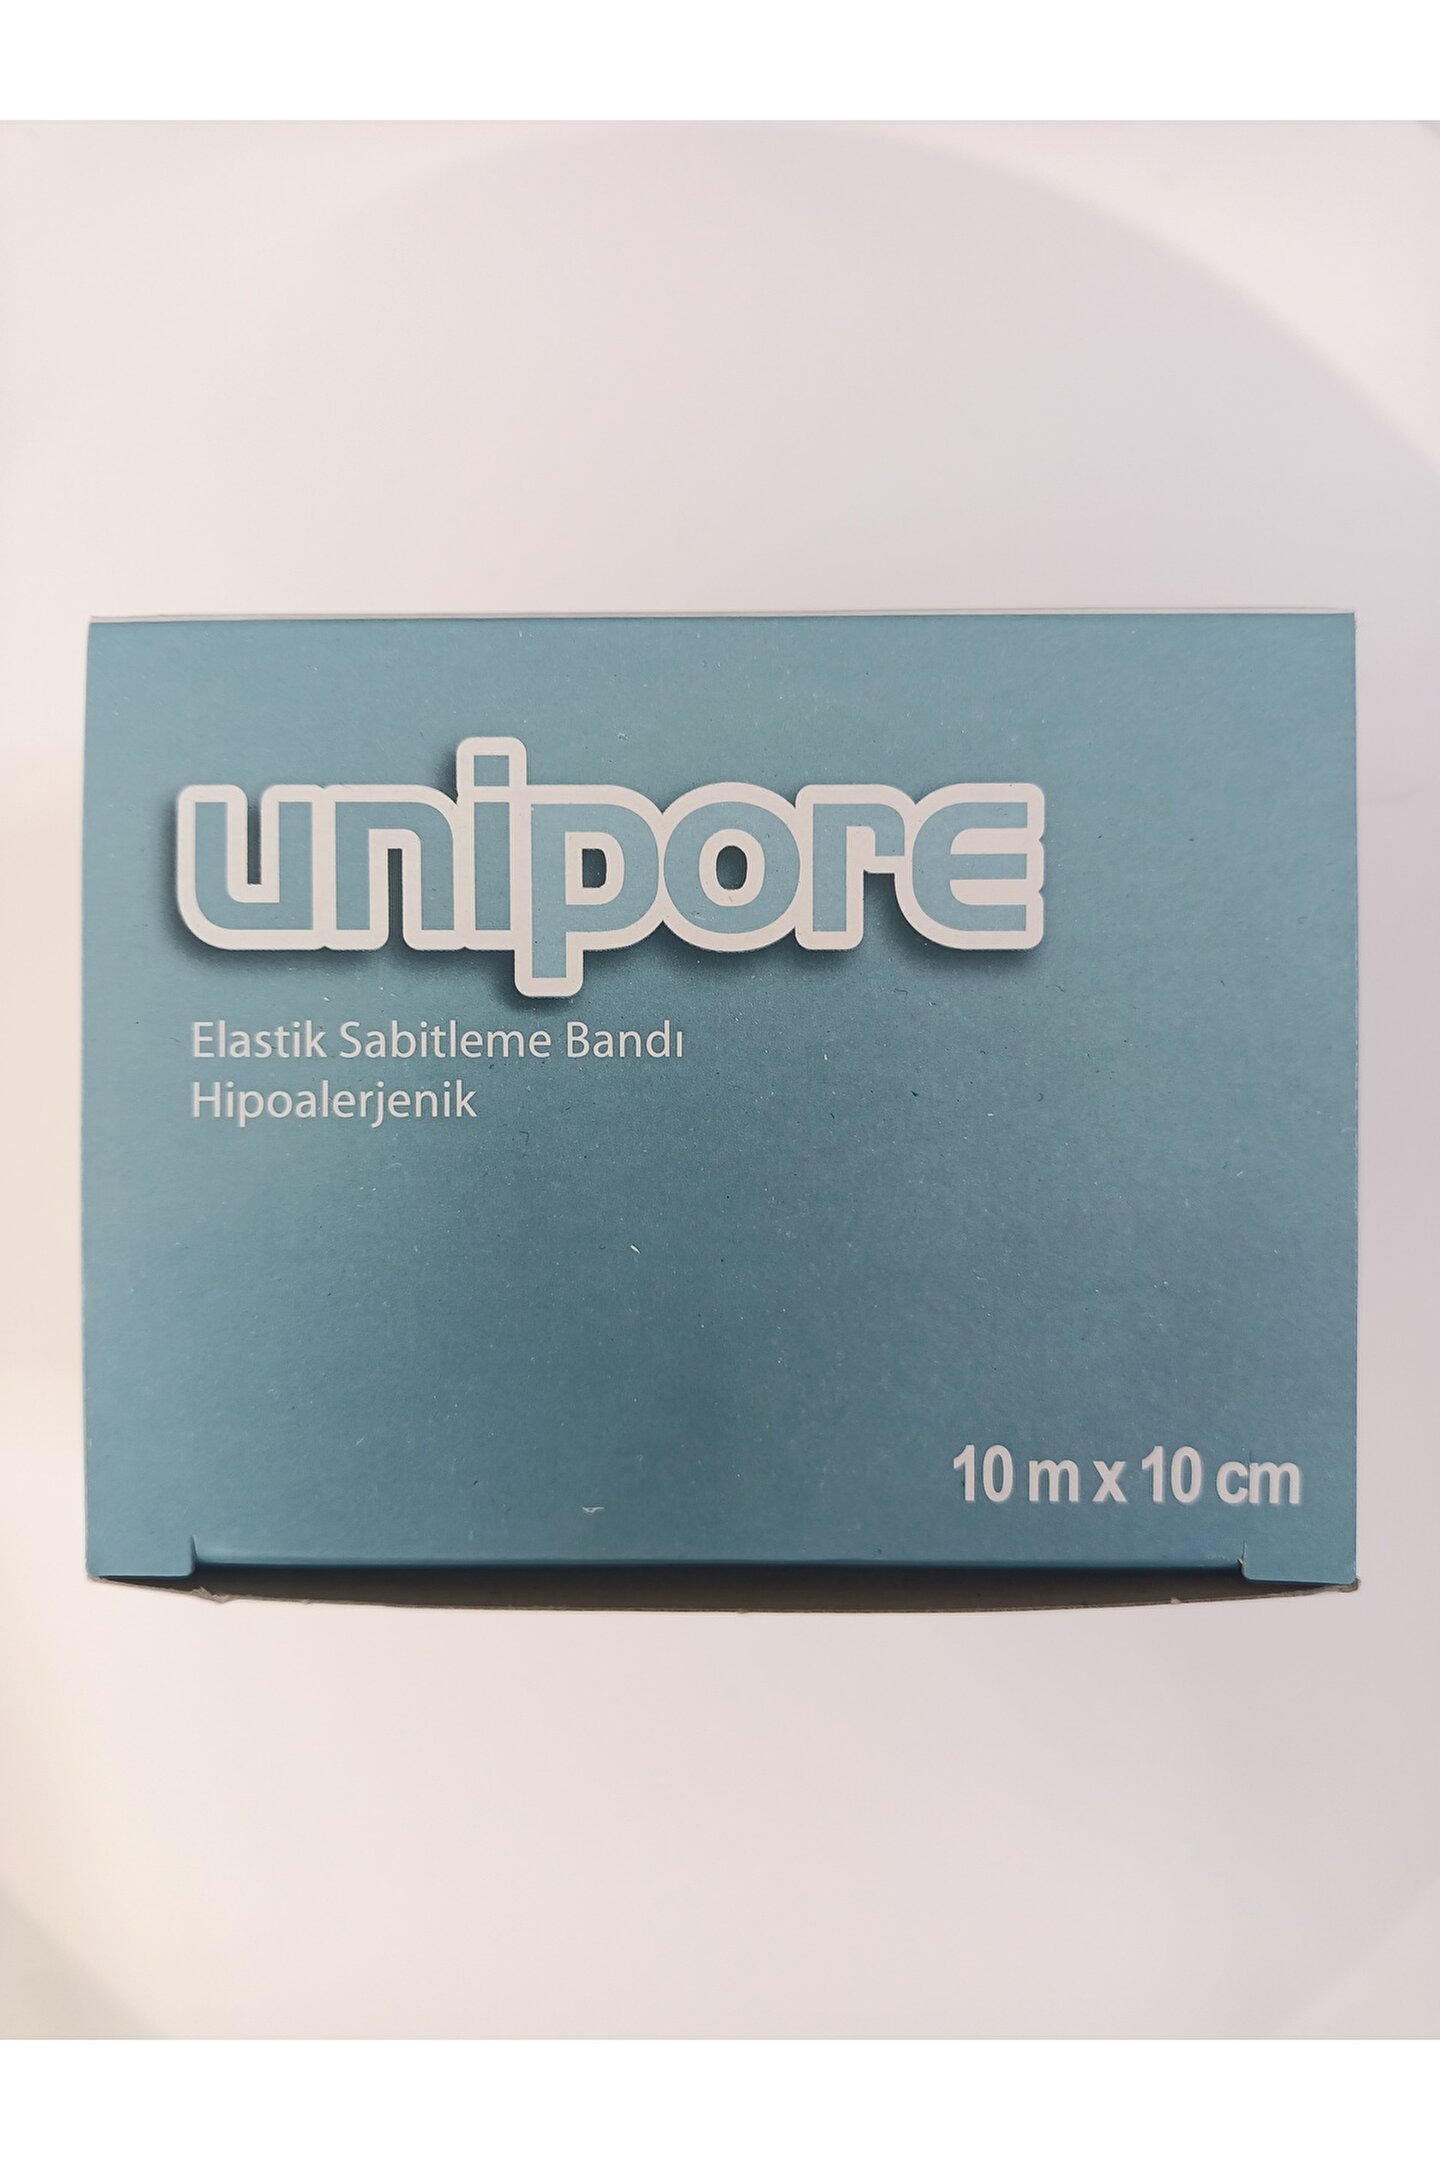 unipore
Elastik Sabitleme Bandı
Hipoalerjenik
10 m x 10 cm